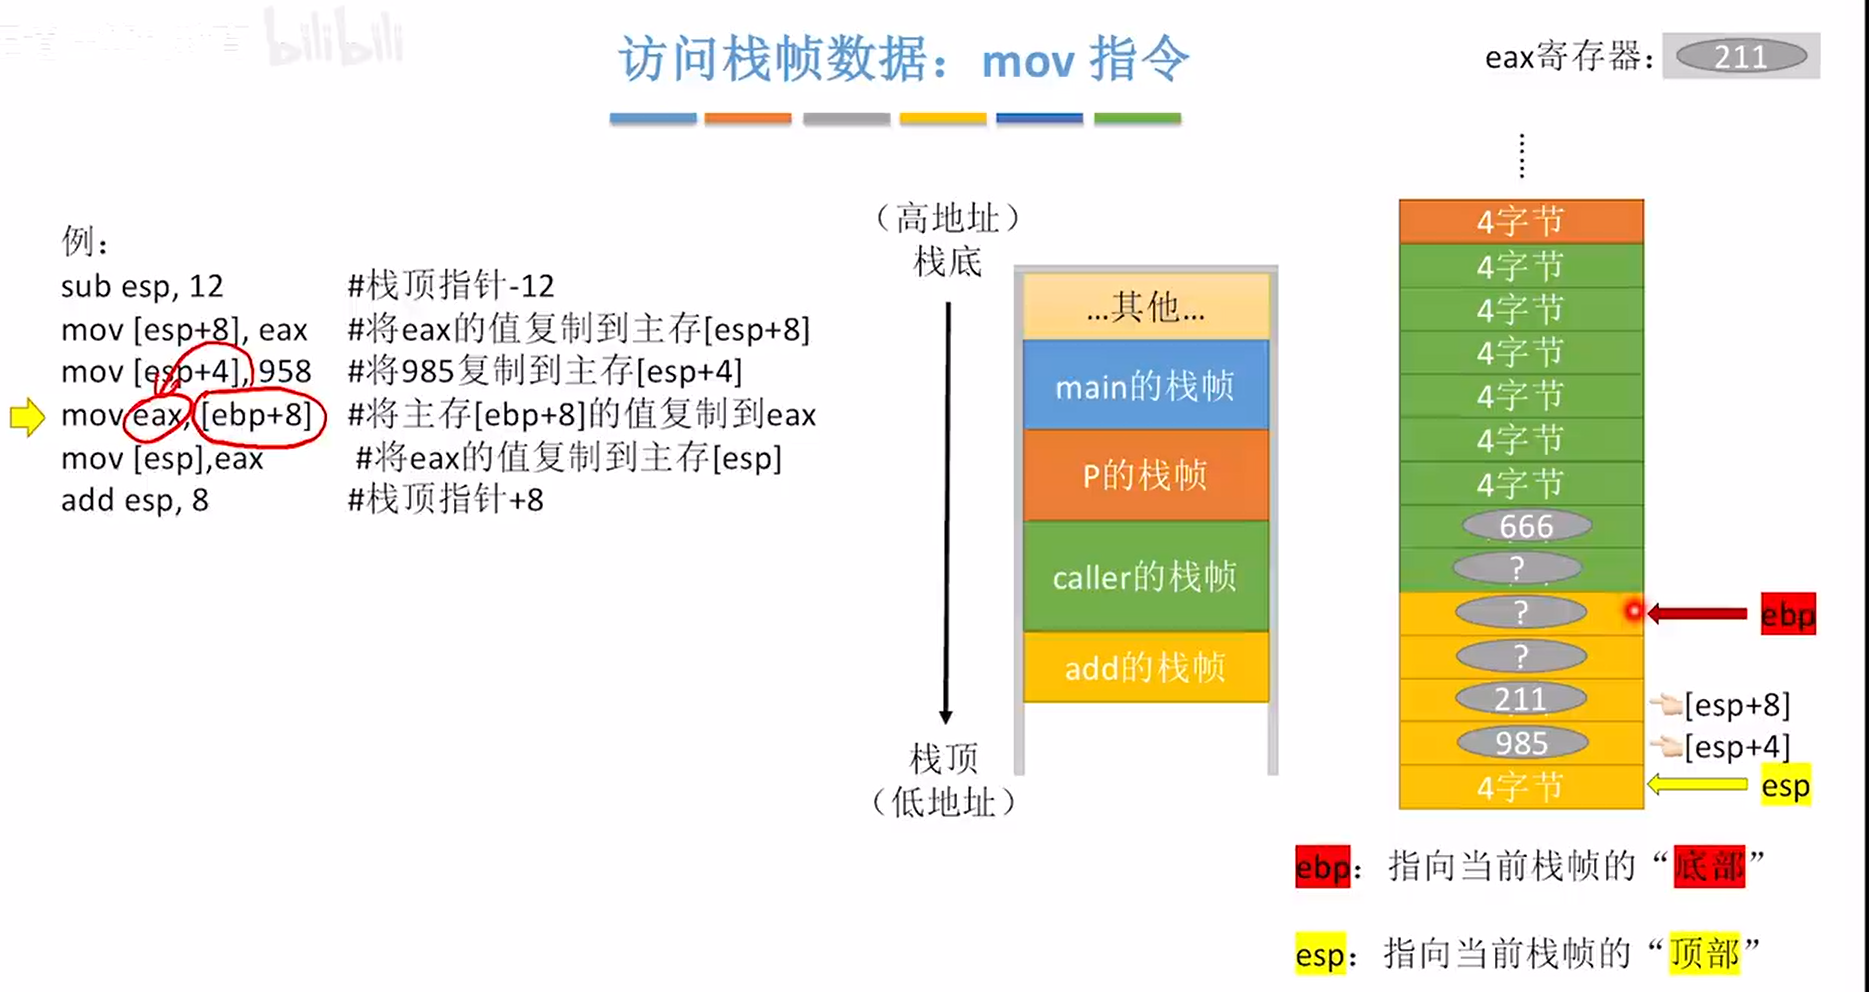 bilibili
访问栈帧数据：mov 指令
eax寄存器：
211
例：
sub esp, 12 #栈顶指针-12
mov [esp+8], eax #将eax的值复制到主存[esp+8]
mov [esp+4], 958 #将985复制到主存[esp+4]
mov eax, [ebp+8] #将主存[ebp+8]的值复制到eax
mov [esp],eax #将eax的值复制到主存[esp]
add esp, 8 #栈顶指针+8
（高地址）
栈底
栈顶
（低地址）
...其他...
main的栈帧
P的栈帧
caller的栈帧
add的栈帧
4字节
4字节
4字节
4字节
4字节
4字节
4字节
666
?
?
ebp
?
211
[esp+8]
985
[esp+4]
4字节
esp
ebp：指向当前栈帧的“底部”
esp：指向当前栈帧的“顶部”